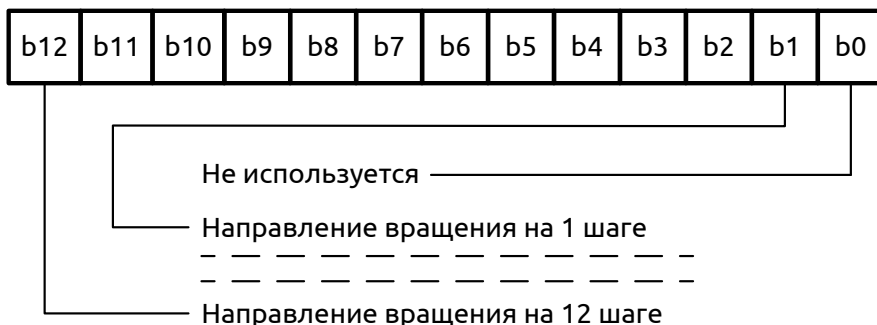 b12 b11 b10 b9 b8 b7 b6 b5 b4 b3 b2 b1 b0
Не используется
Направление вращения на 1 шаге
Направление вращения на 12 шаге